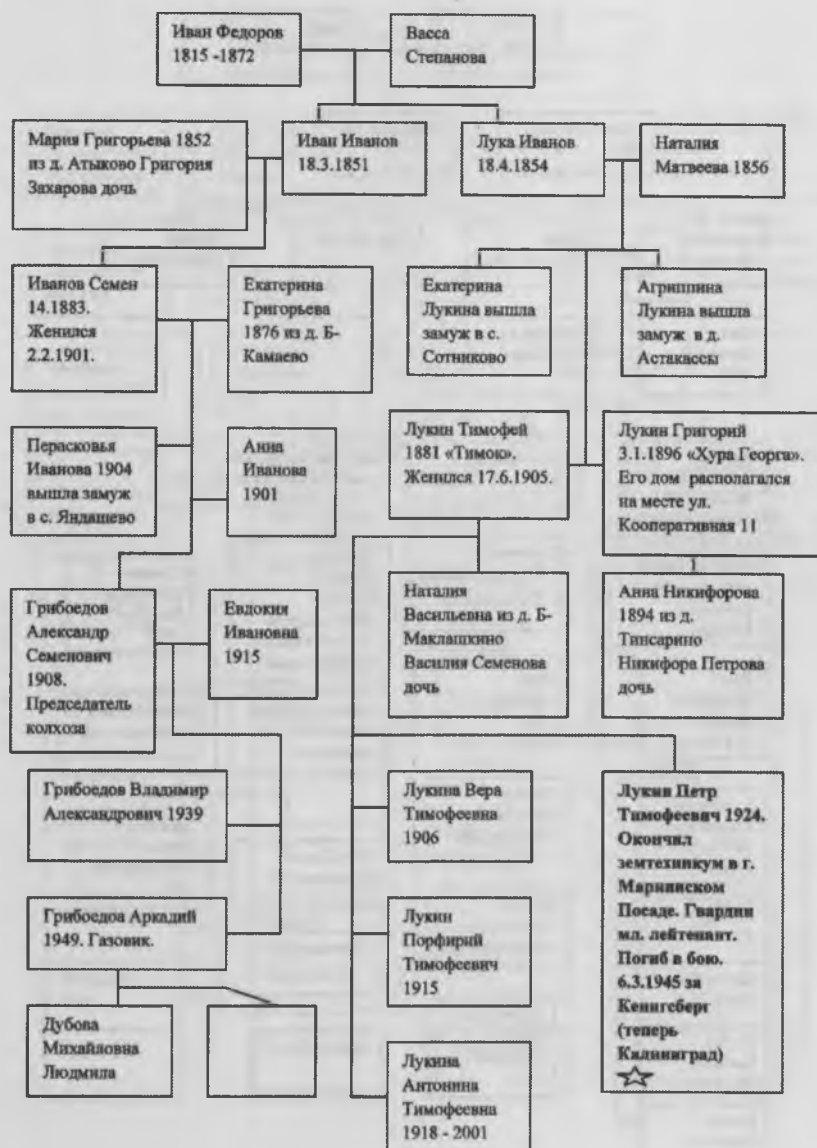 Иван Федоров
1815 -1872
Васса
Степанова
Мария Григорьева 1852
из д. Атыково Григория
Захарова дочь
Иван Иванов
18.3.1851
Лука Иванов
18.4.1854
Наталия
Матвеева 1856
Иванов Семен
14.1883.
Женился
2.2.1901.
Екатерина
Григорьева
1876 из д. Б-
Камаево
Екатерина
Лукина вышла
замуж в с.
Сотниково
Агриппина
Лукина вышла
замуж в д.
Астакассы
Перасковья
Иванова 1904
вышла замуж
в с. Яндашево
Анна
Иванова
1901
Лукин Тимофей
1881 «Тимок».
Женился 17.6.1905.
Лукин Григорий
3.1.1896 «Хура Георги».
Его дом располагался
на месте ул.
Кооперативная 11
Грибоедов
Александр
Семенович
1908.
Председатель
колхоза
Евдокия
Ивановна
1915
Наталия
Васильевна из д. Б-
Маклашкино
Василия Семенова
дочь
Анна Никифорова
1894 из д.
Типсарино
Никифора Петрова
дочь
Грибоедов Владимир
Александрович 1939
Лукина Вера
Тимофеевна
1906
Лукин Петр
Тимофеевич 1924.
Окончил
земтехникум в г.
Мариинском
Посаде. Гвардии
мл. лейтенант.
Погиб в бою.
6.3.1945 за
Кенигсберг
(теперь
Калининград)
Грибоедов Аркадий
1949. Газовик.
Лукин
Порфирий
Тимофеевич
1915
Дубова
Михайловна
Людмила
Лукина
Антонина
Тимофеевна
1918 - 2001